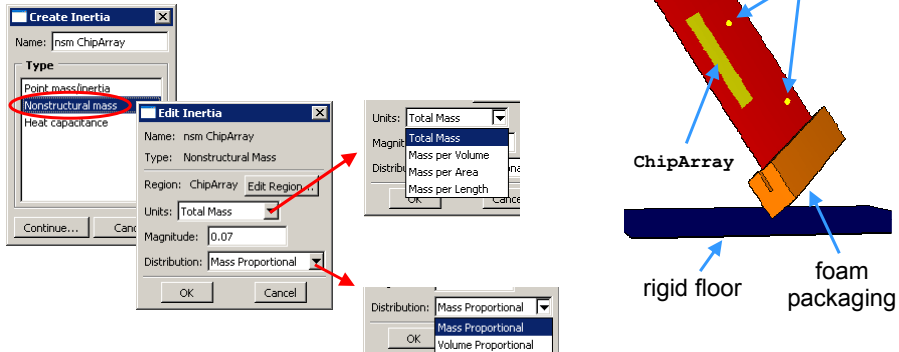 Create Inertia
Name: nsm ChipArray
Type
Point mass/inertia
Nonstructural mass
Heat capacitance
Continue...
Edit Inertia
Name: nsm ChipArray
Type: Nonstructural Mass
Region: ChipArray Edit Region...
Units: Total Mass
Magnitude: 0.07
Distribution: Mass Proportional
OK Cancel
Units: Total Mass
Total Mass
Mass per Volume
Mass per Area
Mass per Length
Distribution: Mass Proportional
OK Mass Proportional
Volume Proportional
ChipArray
rigid floor
foam
packaging